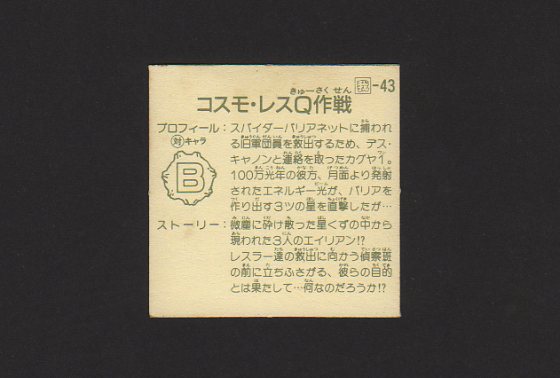 -43
コスモ・レスQ作戦
プロフィール：スパイダーバリアネットに捕われ
対キャラ
る旧軍団員を救出するため、デス・
キャノンと連絡を取ったカグヤ1。
B
100万光年の彼方、月面より発射
されたエネルギー光が、バリアを
作り出す3ツの星を直撃したが…
ストーリー：微塵に砕け散った星くずの中から
現われた3人のエイリアン!?
レスラー達の救出に向かう偵察班
の前に立ちふさがる、彼らの目的
とは果たして…何なのだろうか!?